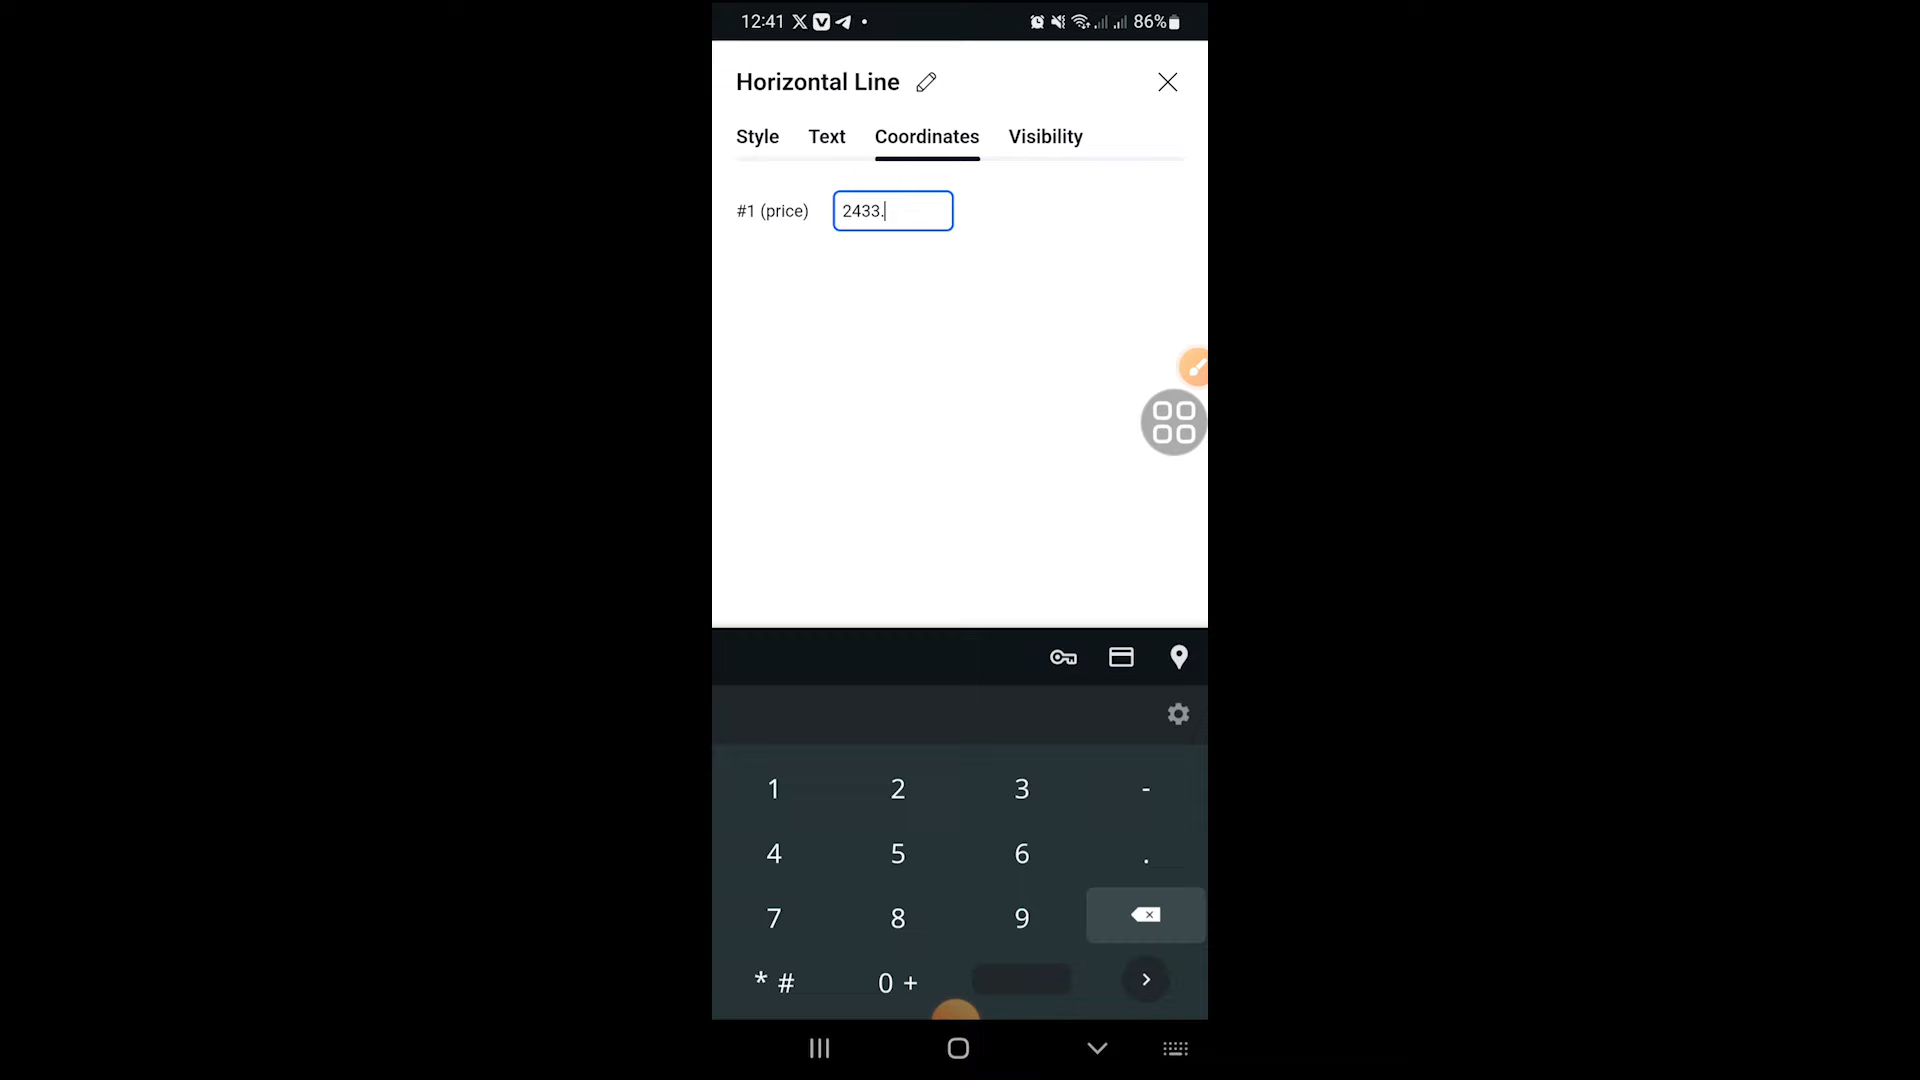 12:41 86%
Horizontal Line
Style Text Coordinates Visibility
#1 (price) 2433.
1 2 3 -
4 5 6 .
7 8 9
* # 0 +